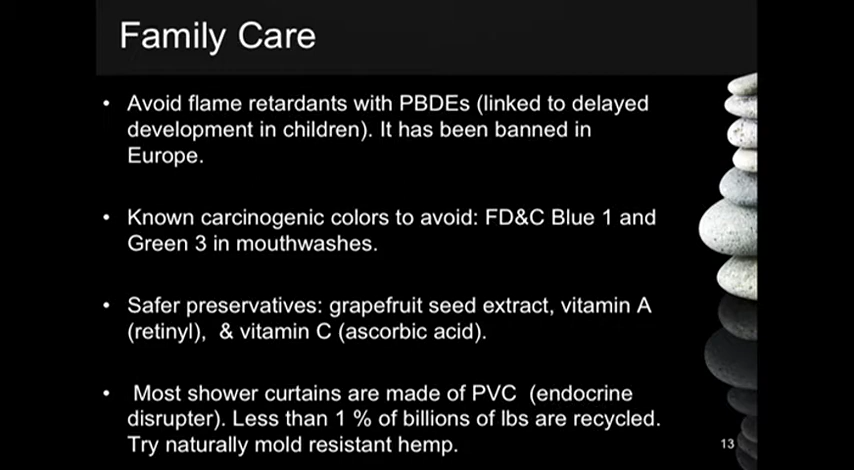 Family Care
• Avoid flame retardants with PBDEs (linked to delayed
development in children). It has been banned in
Europe.
• Known carcinogenic colors to avoid: FD&C Blue 1 and
Green 3 in mouthwashes.
• Safer preservatives: grapefruit seed extract, vitamin A
(retinyl), & vitamin C (ascorbic acid).
• Most shower curtains are made of PVC (endocrine
disrupter). Less than 1 % of billions of lbs are recycled.
Try naturally mold resistant hemp.
13